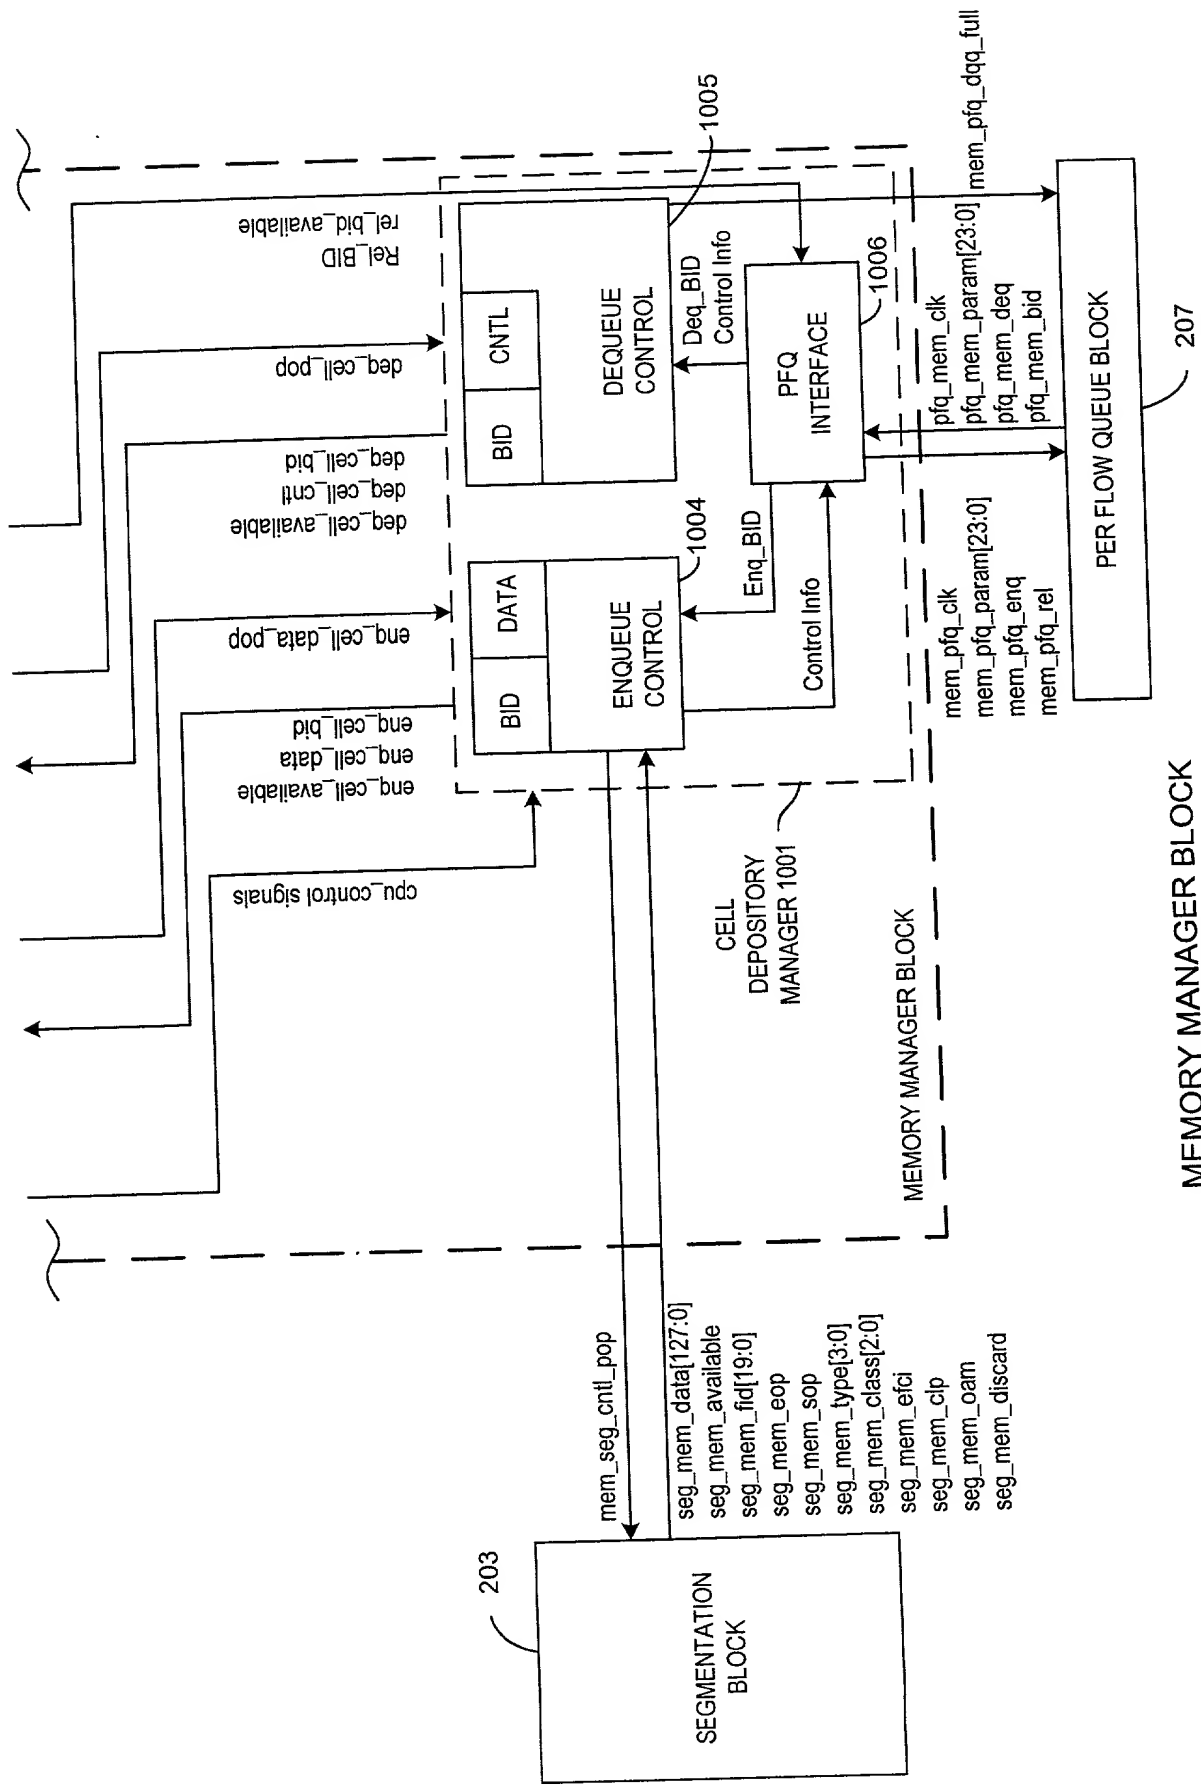 203
SEGMENTATION
BLOCK
mem_seg_cntl_pop
seg_mem_data[127:0]
seg_mem_available
seg_mem_fid[19:0]
seg_mem_eop
seg_mem_sop
seg_mem_type[3:0]
seg_mem_class[2:0]
seg_mem_efci
seg_mem_clp
seg_mem_oam
seg_mem_discard
cpu_control signals
enq_cell_available
enq_cell_data
enq_cell_bid
enq_cell_data_pop
deq_cell_available
deq_cell_cntl
deq_cell_bid
deq_cell_pop
Rel_BID
rel_bid_available
BID
DATA
ENQUEUE
CONTROL
1004
BID
CNTL
DEQUEUE
CONTROL
1005
Enq_BID
Control Info
Deq_BID
Control Info
PFQ
INTERFACE
1006
CELL
DEPOSITORY
MANAGER 1001
MEMORY MANAGER BLOCK
mem_pfq_clk
mem_pfq_param[23:0]
mem_pfq_enq
mem_pfq_rel
pfq_mem_clk
pfq_mem_param[23:0]
pfq_mem_deq
pfq_mem_bid
mem_pfq_dqq_full
PER FLOW QUEUE BLOCK
207
MEMORY MANAGER BLOCK